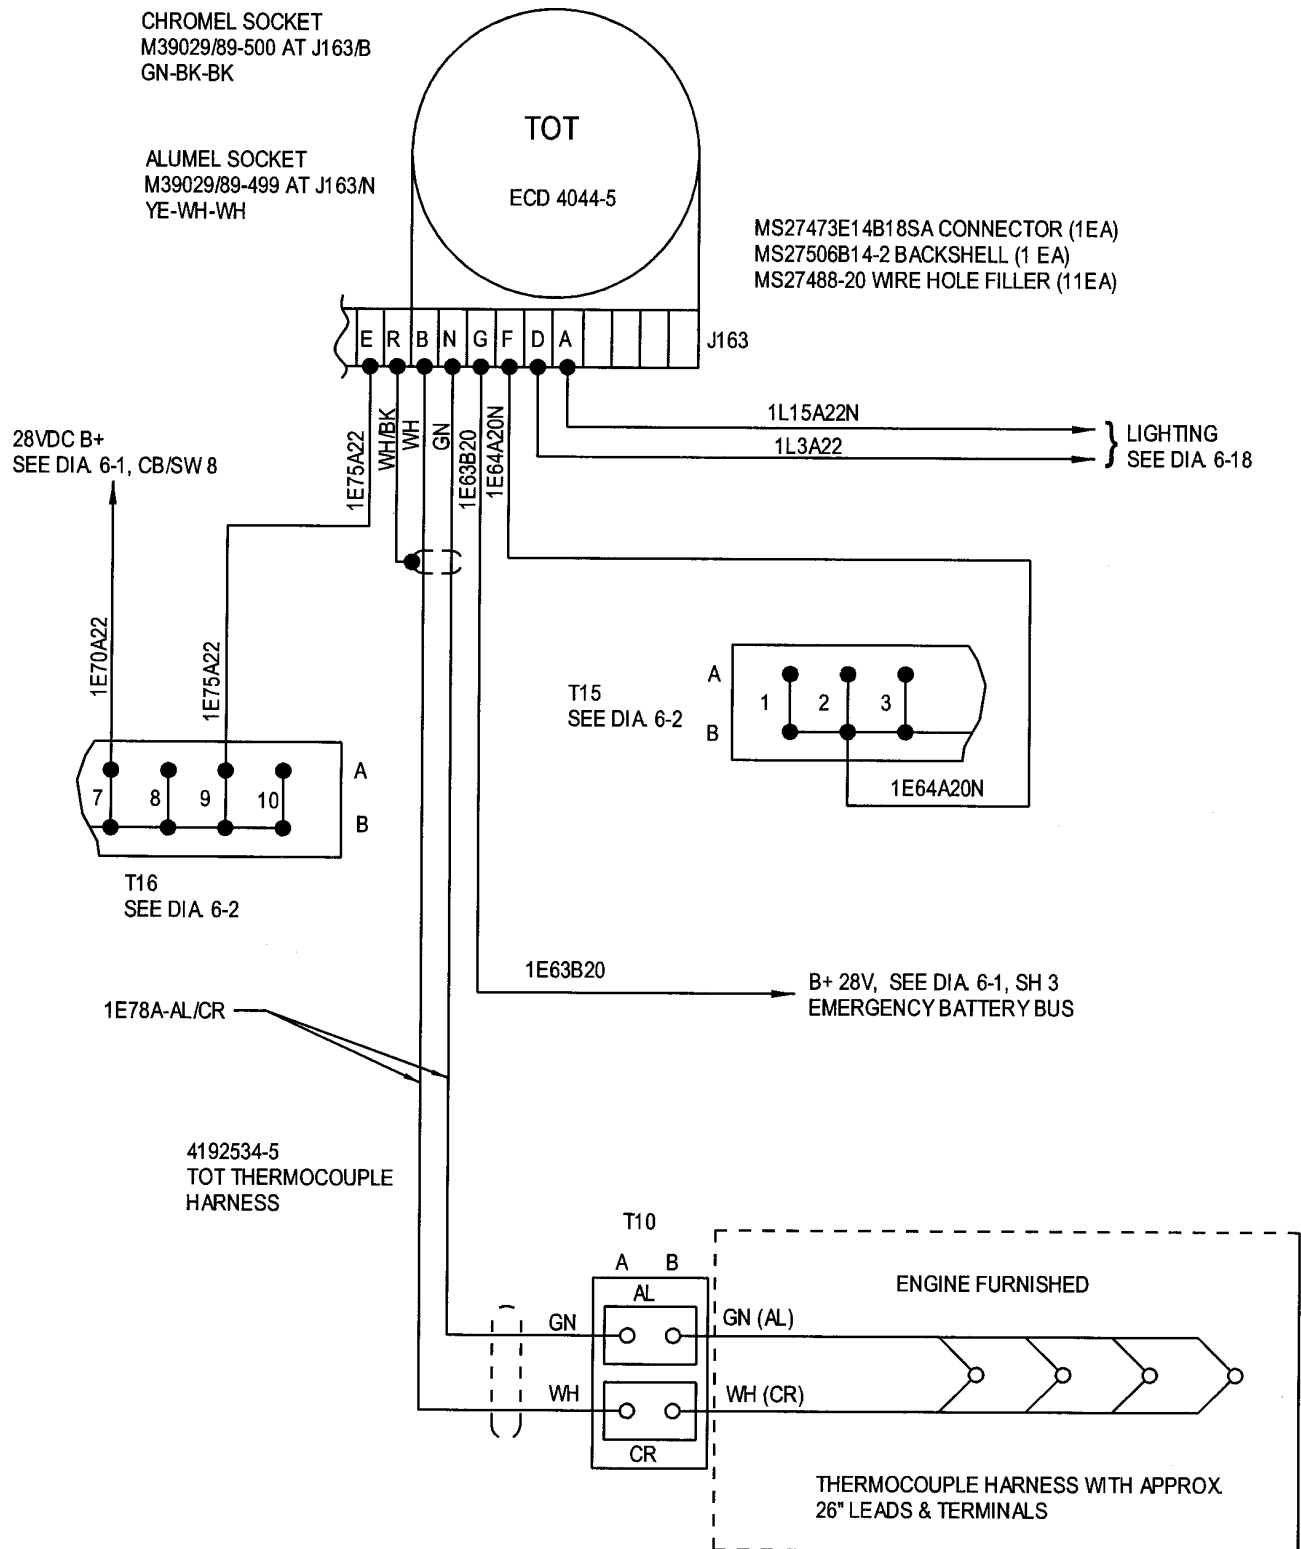 CHROMEL SOCKET
M39029/89-500 AT J163/B
GN-BK-BK
ALUMEL SOCKET
M39029/89-499 AT J163/N
YE-WH-WH
TOT
ECD 4044-5
MS27473E14B18SA CONNECTOR (1EA)
MS27506B14-2 BACKSHELL (1 EA)
MS27488-20 WIRE HOLE FILLER (11EA)
E R B N G F D A
J163
1L15A22N
1L3A22
} LIGHTING
SEE DIA. 6-18
28VDC B+
SEE DIA. 6-1, CB/SW 8
1E75A22
WH/BK
WH
GN
1E63B20
1E64A20N
1E70A22
1E75A22
T15
SEE DIA. 6-2
A
B
1 2 3
1E64A20N
7 8 9 10
A
B
T16
SEE DIA. 6-2
1E63B20
B+ 28V, SEE DIA. 6-1, SH 3
EMERGENCY BATTERY BUS
1E78A-AL/CR
4192534-5
TOT THERMOCOUPLE
HARNESS
T10
A B
AL
GN
GN (AL)
WH
WH (CR)
CR
ENGINE FURNISHED
THERMOCOUPLE HARNESS WITH APPROX.
26" LEADS & TERMINALS